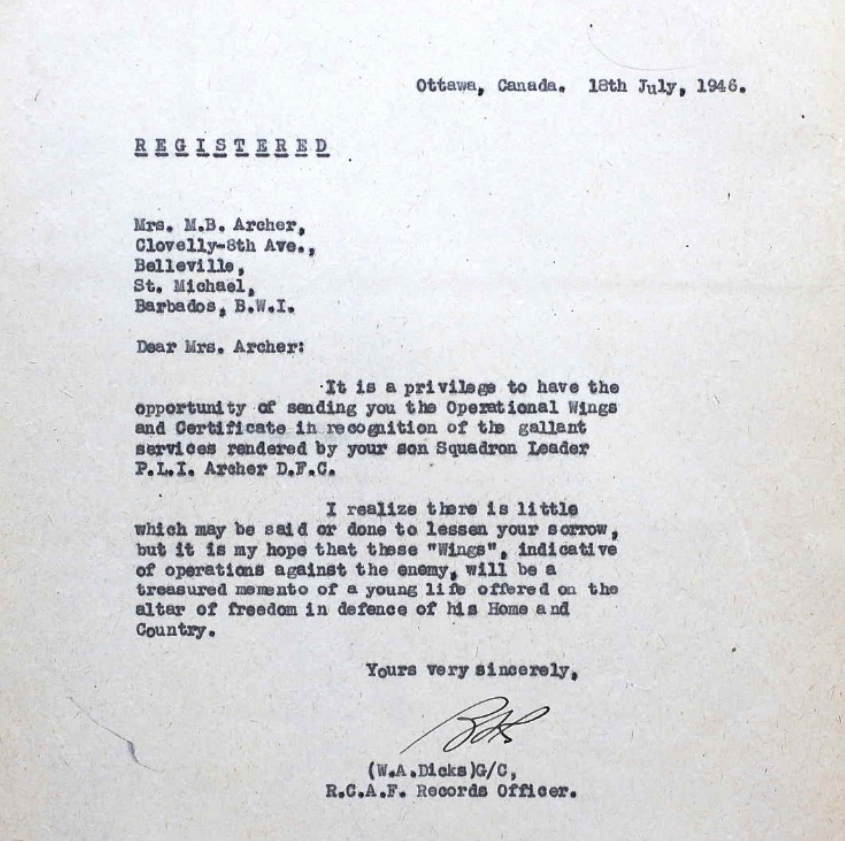 Ottawa, Canada. 18th July, 1946.
REGISTERED
Mrs. M.B. Archer,
Clovelly-8th Ave.,
Belleville,
St. Michael,
Barbados, B.W.I.
Dear Mrs. Archer:
It is a privilege to have the
opportunity of sending you the Operational Wings
and Certificate in recognition of the gallant
services rendered by your son Squadron Leader
P.L.I. Archer D.F.C.
I realize there is little
which may be said or done to lessen your sorrow,
but it is my hope that these "Wings", indicative
of operations against the enemy, will be a
treasured memento of a young life offered on the
altar of freedom in defence of his Home and
Country.
Yours very sincerely,
(W.A.Dicks)G/C,
R.C.A.F. Records Officer.